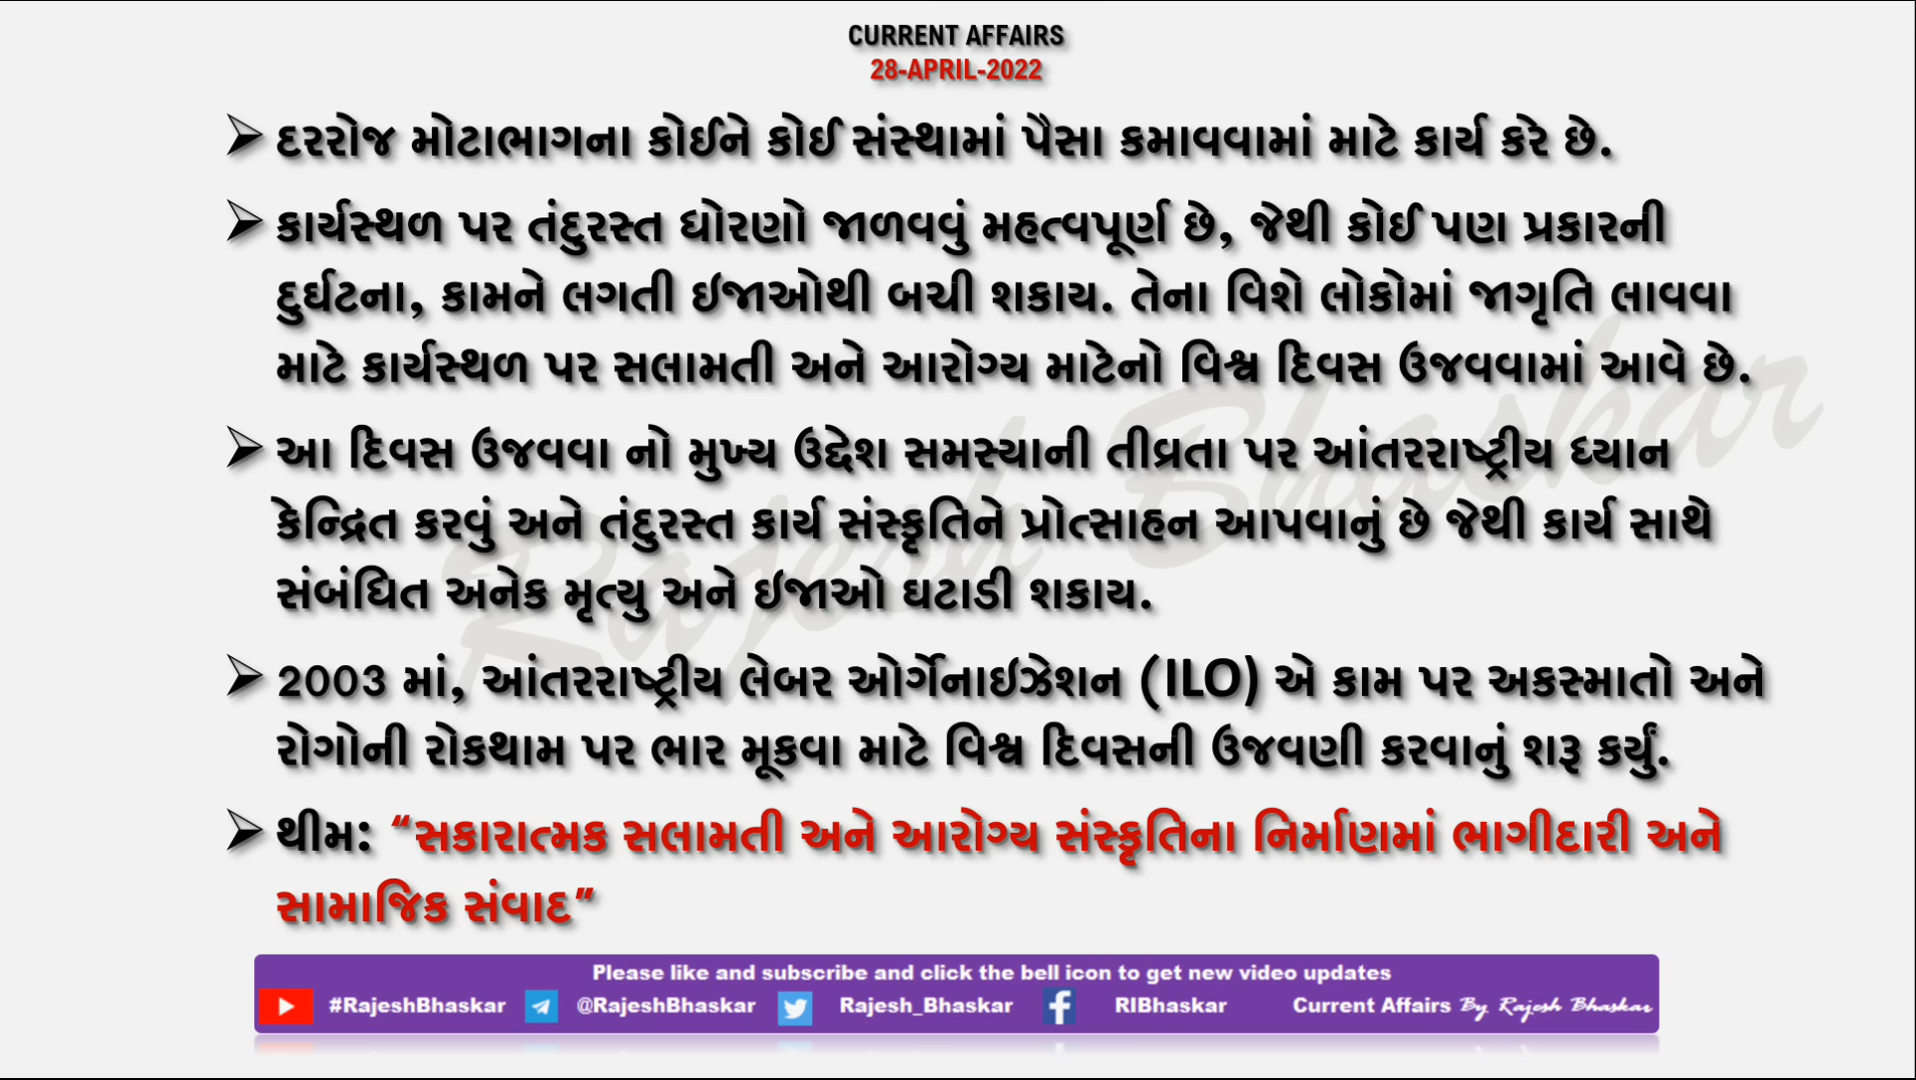 CURRENT AFFAIRS
28-APRIL-2022
➢ દરરોજ મોટાભાગના કોઈને કોઈ સંસ્થામાં પૈસા કમાવવામાં માટે કાર્ય કરે છે.
➢ કાર્યસ્થળ પર તંદુરસ્ત ધોરણો જાળવવું મહત્વપૂર્ણ છે, જેથી કોઈ પણ પ્રકારની
દુર્ઘટના, કામને લગતી ઈજાઓથી બચી શકાય. તેના વિશે લોકોમાં જાગૃતિ લાવવા
માટે કાર્યસ્થળ પર સલામતી અને આરોગ્ય માટેનો વિશ્વ દિવસ ઉજવવામાં આવે છે.
➢ આ દિવસ ઉજવવા નો મુખ્ય ઉદ્દેશ સમસ્યાની તીવ્રતા પર આંતરરાષ્ટ્રીય ધ્યાન
કેન્દ્રિત કરવું અને તંદુરસ્ત કાર્ય સંસ્કૃતિને પ્રોત્સાહન આપવાનું છે જેથી કાર્ય સાથે
સંબંધિત અનેક મૃત્યુ અને ઈજાઓ ઘટાડી શકાય.
➢ 2003 માં, આંતરરાષ્ટ્રીય લેબર ઓર્ગેનાઇઝેશન (ILO) એ કામ પર અકસ્માતો અને
રોગોની રોકથામ પર ભાર મૂકવા માટે વિશ્વ દિવસની ઉજવણી કરવાનું શરૂ કર્યું.
➢ થીમ: “સકારાત્મક સલામતી અને આરોગ્ય સંસ્કૃતિના નિર્માણમાં ભાગીદારી અને
સામાજિક સંવાદ”
Rajesh Bhaskar
Please like and subscribe and click the bell icon to get new video updates
#RajeshBhaskar @RajeshBhaskar Rajesh_Bhaskar RIBhaskar Current Affairs By Rajesh Bhaskar